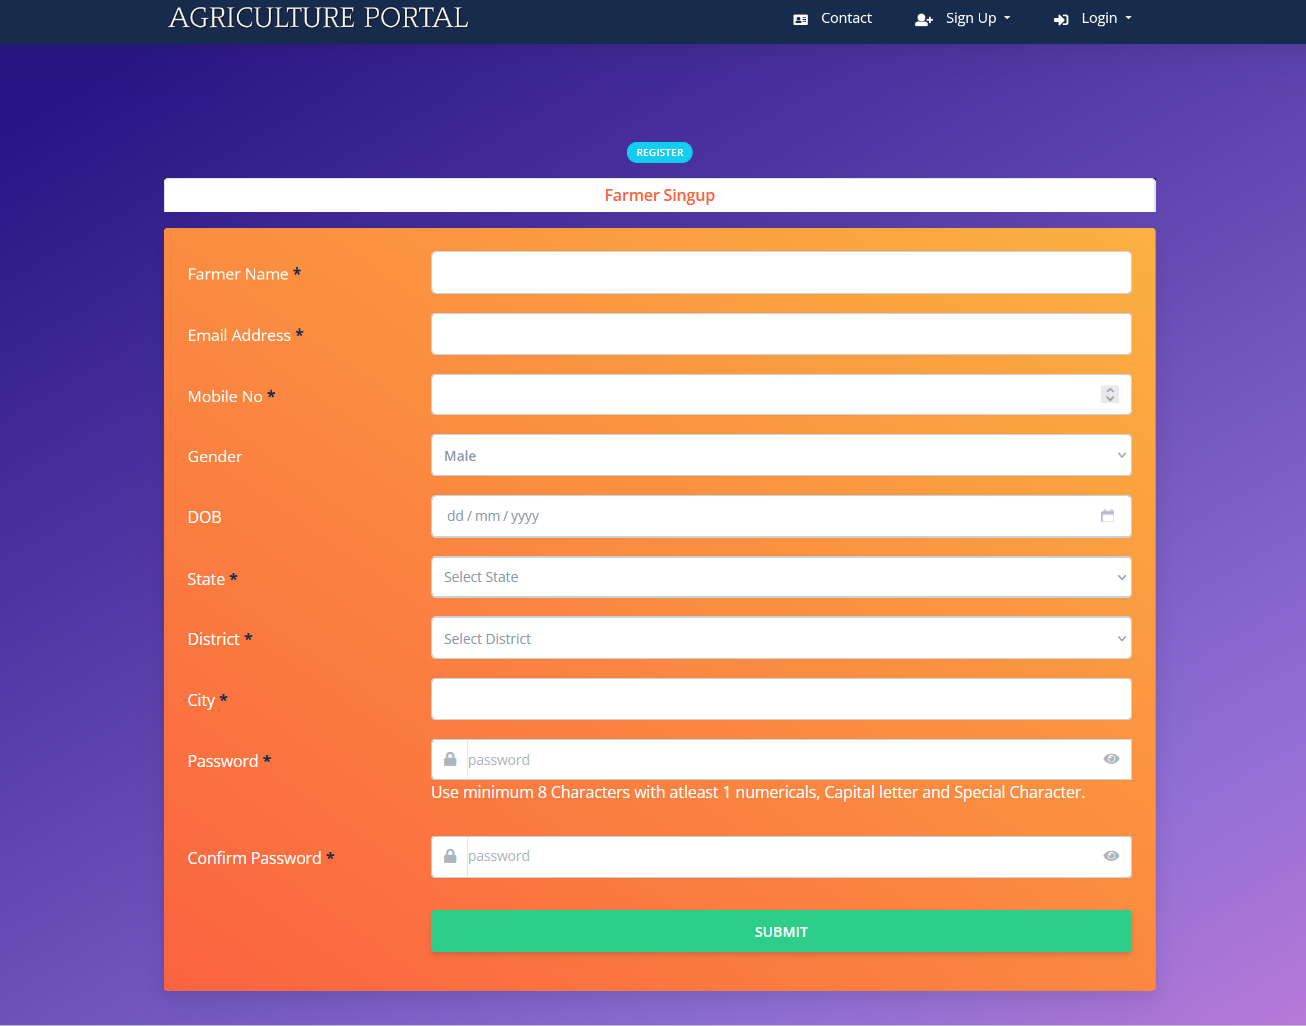 AGRICULTURE PORTAL Contact Sign Up Login
REGISTER
Farmer Singup
Farmer Name *
Email Address *
Mobile No *
Gender Male
DOB dd / mm / yyyy
State * Select State
District * Select District
City *
Password * password
Use minimum 8 Characters with atleast 1 numericals, Capital letter and Special Character.
Confirm Password * password
SUBMIT